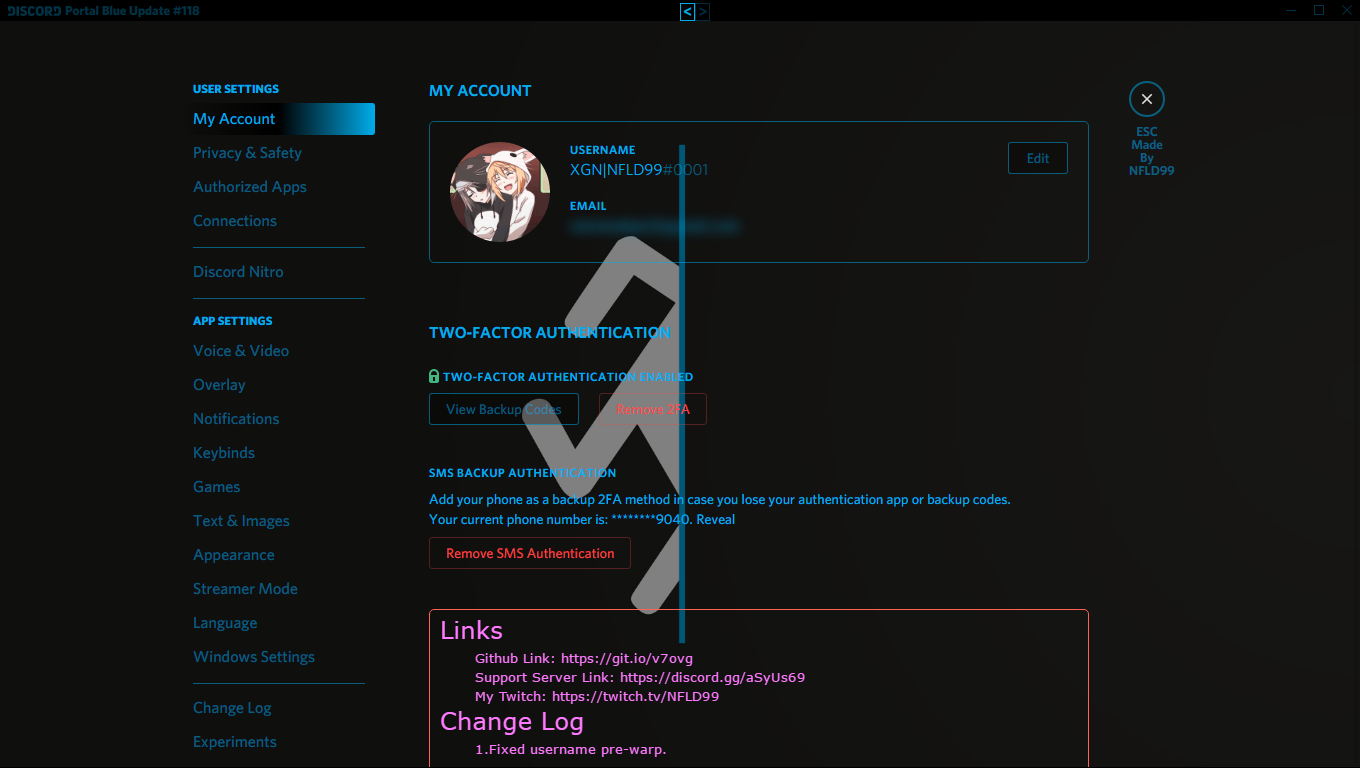 DISCORD Portal Blue Update #118
< >
USER SETTINGS
My Account
Privacy & Safety
Authorized Apps
Connections
Discord Nitro
APP SETTINGS
Voice & Video
Overlay
Notifications
Keybinds
Games
Text & Images
Appearance
Streamer Mode
Language
Windows Settings
Change Log
Experiments
MY ACCOUNT
USERNAME
XGN|NFLD99#0001
Edit
EMAIL
TWO-FACTOR AUTHENTICATION
TWO-FACTOR AUTHENTICATION ENABLED
View Backup Codes
Remove 2FA
SMS BACKUP AUTHENTICATION
Add your phone as a backup 2FA method in case you lose your authentication app or backup codes.
Your current phone number is: ********9040. Reveal
Remove SMS Authentication
Links
Github Link: https://git.io/v7ovg
Support Server Link: https://discord.gg/aSyUs69
My Twitch: https://twitch.tv/NFLD99
Change Log
1.Fixed username pre-warp.
ESC
Made
By
NFLD99